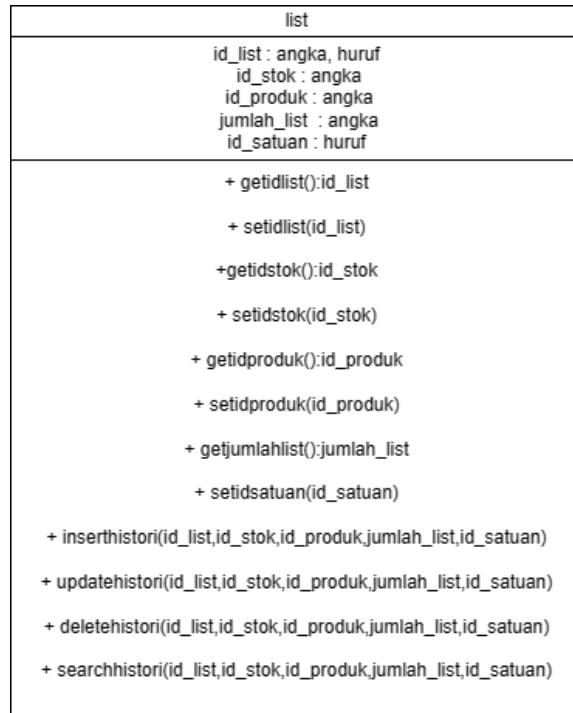 list
id_list : angka, huruf
id_stok : angka
id_produk : angka
jumlah_list : angka
id_satuan : huruf
+ getidlist():id_list
+ setidlist(id_list)
+getidstok():id_stok
+ setidstok(id_stok)
+ getidproduk():id_produk
+ setidproduk(id_produk)
+ getjumlahlist():jumlah_list
+ setidsatuan(id_satuan)
+ inserthistori(id_list,id_stok,id_produk,jumlah_list,id_satuan)
+ updatehistori(id_list,id_stok,id_produk,jumlah_list,id_satuan)
+ deletehistori(id_list,id_stok,id_produk,jumlah_list,id_satuan)
+ searchhistori(id_list,id_stok,id_produk,jumlah_list,id_satuan)